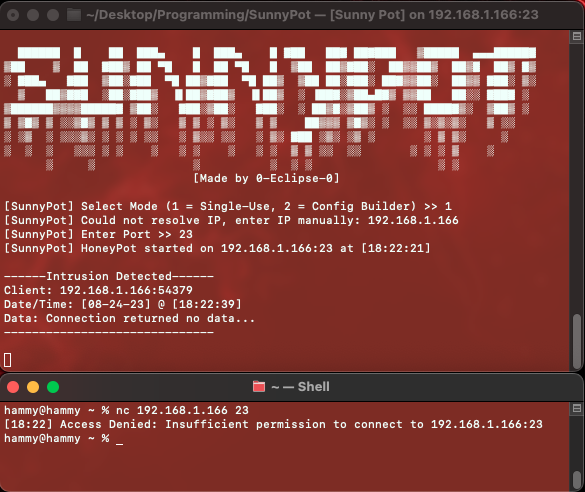 ~/Desktop/Programming/SunnyPot — [Sunny Pot] on 192.168.1.166:23
SUNNYPOT
[Made by 0-Eclipse-0]
[SunnyPot] Select Mode (1 = Single-Use, 2 = Config Builder) >> 1
[SunnyPot] Could not resolve IP, enter IP manually: 192.168.1.166
[SunnyPot] Enter Port >> 23
[SunnyPot] HoneyPot started on 192.168.1.166:23 at [18:22:21]
------Intrusion Detected------
Client: 192.168.1.166:54379
Date/Time: [08-24-23] @ [18:22:39]
Data: Connection returned no data...
------------------------------
~ — Shell
hammy@hammy ~ % nc 192.168.1.166 23
[18:22] Access Denied: Insufficient permission to connect to 192.168.1.166:23
hammy@hammy ~ % _